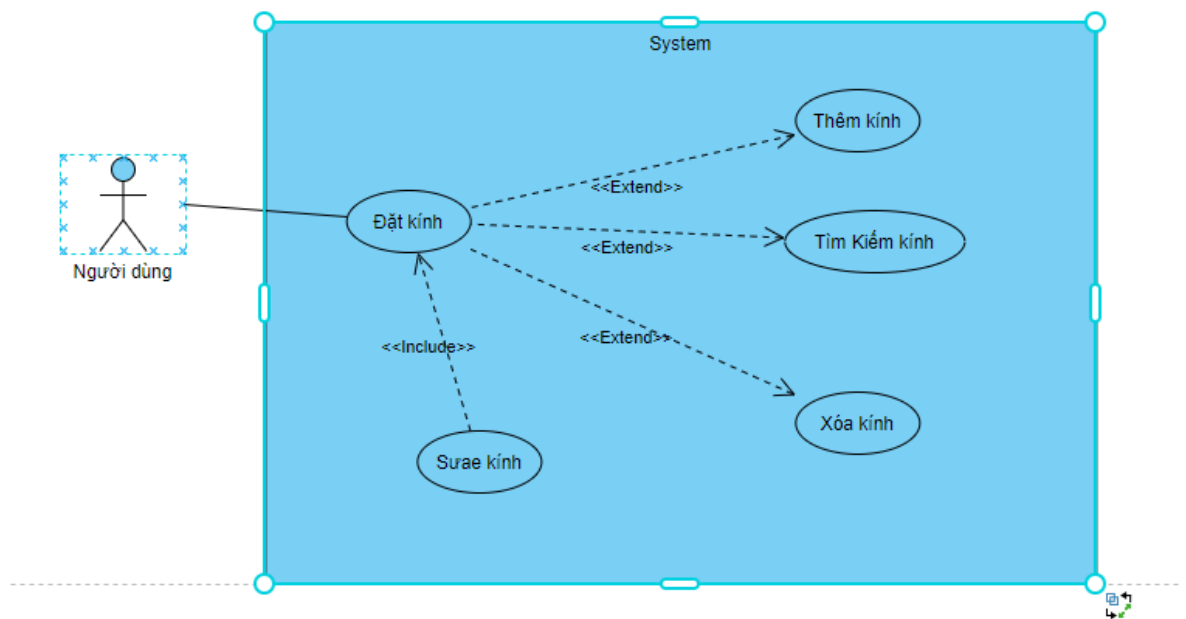 System
Thêm kính
<<Extend>>
Đặt kính
Tìm Kiếm kính
<<Extend>>
Người dùng
<<Extend>>
<<Include>>
Xóa kính
Sưae kính